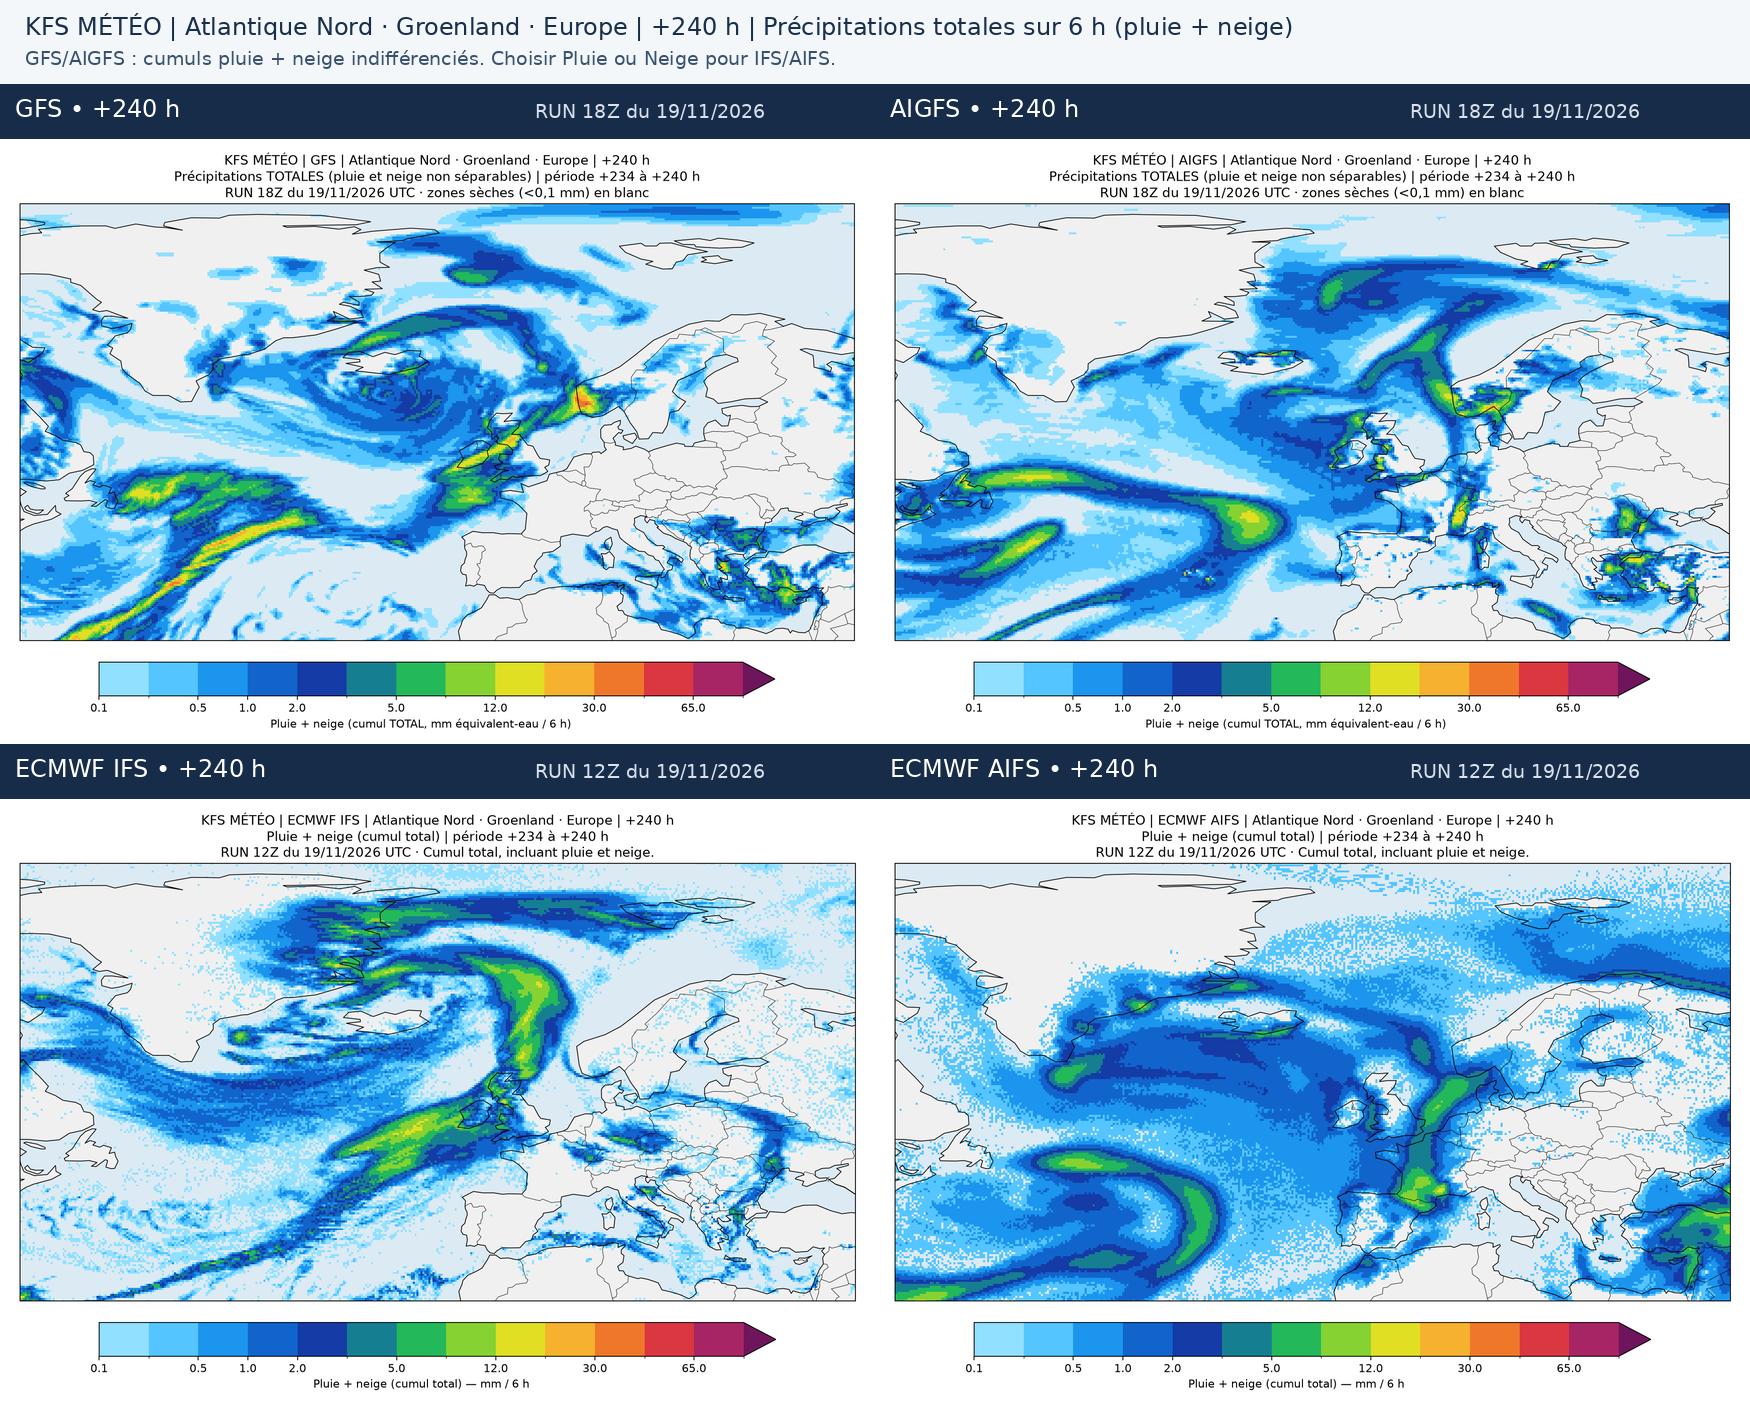 KFS MÉTÉO | Atlantique Nord · Groenland · Europe | +240 h | Précipitations totales sur 6 h (pluie + neige)
GFS/AIGFS : cumuls pluie + neige indifférenciés. Choisir Pluie ou Neige pour IFS/AIFS.
GFS • +240 h
RUN 18Z du 19/11/2026
AIGFS • +240 h
RUN 18Z du 19/11/2026
KFS MÉTÉO | GFS | Atlantique Nord · Groenland · Europe | +240 h
Précipitations TOTALES (pluie et neige non séparables) | période +234 à +240 h
RUN 18Z du 19/11/2026 UTC · zones sèches (<0,1 mm) en blanc
KFS MÉTÉO | AIGFS | Atlantique Nord · Groenland · Europe | +240 h
Précipitations TOTALES (pluie et neige non séparables) | période +234 à +240 h
RUN 18Z du 19/11/2026 UTC · zones sèches (<0,1 mm) en blanc
0.1 0.5 1.0 2.0 5.0 12.0 30.0 65.0
Pluie + neige (cumul TOTAL, mm équivalent-eau / 6 h)
0.1 0.5 1.0 2.0 5.0 12.0 30.0 65.0
Pluie + neige (cumul TOTAL, mm équivalent-eau / 6 h)
ECMWF IFS • +240 h
RUN 12Z du 19/11/2026
ECMWF AIFS • +240 h
RUN 12Z du 19/11/2026
KFS MÉTÉO | ECMWF IFS | Atlantique Nord · Groenland · Europe | +240 h
Pluie + neige (cumul total) | période +234 à +240 h
RUN 12Z du 19/11/2026 UTC · Cumul total, incluant pluie et neige.
KFS MÉTÉO | ECMWF AIFS | Atlantique Nord · Groenland · Europe | +240 h
Pluie + neige (cumul total) | période +234 à +240 h
RUN 12Z du 19/11/2026 UTC · Cumul total, incluant pluie et neige.
0.1 0.5 1.0 2.0 5.0 12.0 30.0 65.0
Pluie + neige (cumul total) — mm / 6 h
0.1 0.5 1.0 2.0 5.0 12.0 30.0 65.0
Pluie + neige (cumul total) — mm / 6 h